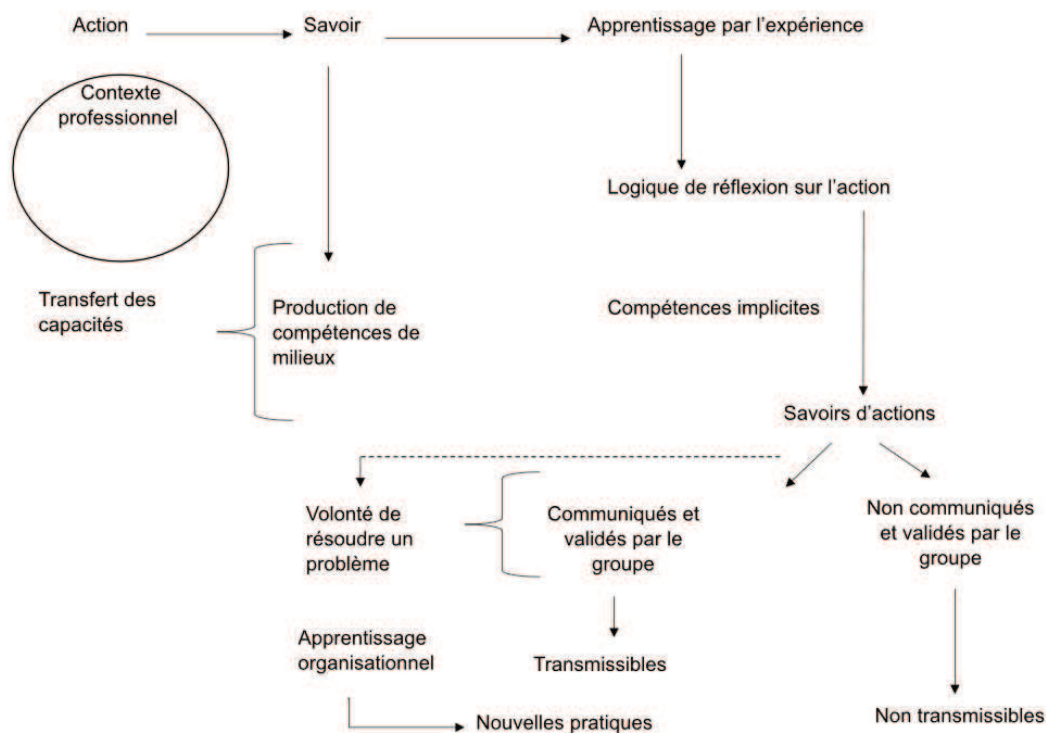 Action
Savoir
Apprentissage par l’expérience
Contexte
professionnel
Logique de réflexion sur l’action
Transfert des
capacités
Production de
compétences de
milieux
Compétences implicites
Savoirs d’actions
Volonté de
résoudre un
problème
Communiqués et
validés par le
groupe
Non communiqués
et validés par le
groupe
Apprentissage
organisationnel
Transmissibles
Nouvelles pratiques
Non transmissibles